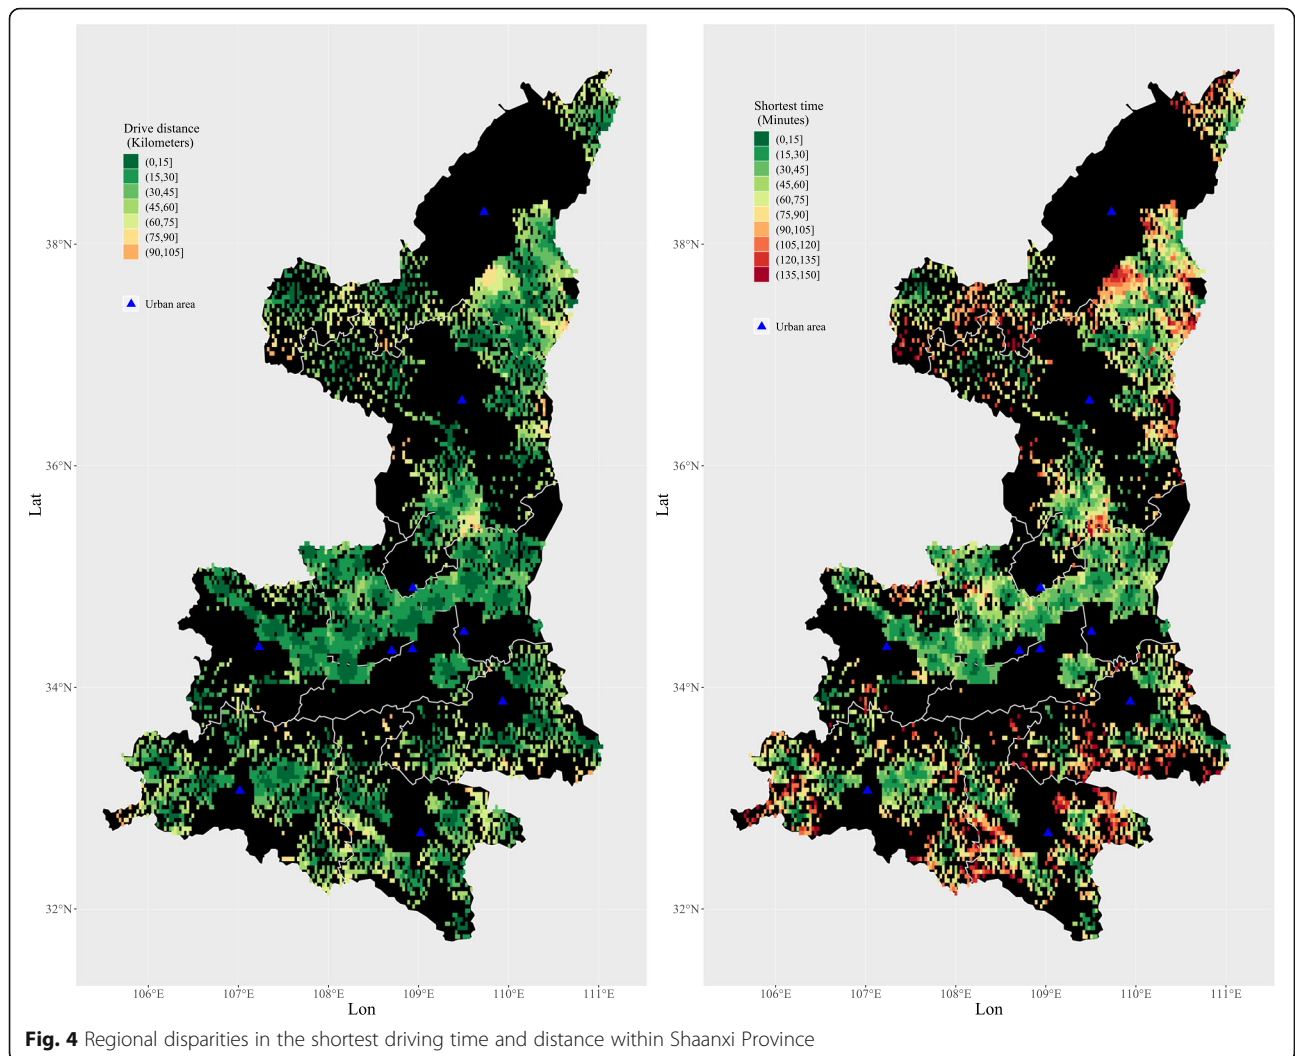 Drive distance
(Kilometers)
(0,15]
(15,30]
(30,45]
(45,60]
(60,75]
(75,90]
(90,105]
Urban area
38°N
36°N
34°N
32°N
Lat
106°E 107°E 108°E 109°E 110°E 111°E
Lon
Shortest time
(Minutes)
(0,15]
(15,30]
(30,45]
(45,60]
(60,75]
(75,90]
(90,105]
(105,120]
(120,135]
(135,150]
Urban area
38°N
36°N
34°N
32°N
Lat
106°E 107°E 108°E 109°E 110°E 111°E
Lon
Fig. 4 Regional disparities in the shortest driving time and distance within Shaanxi Province